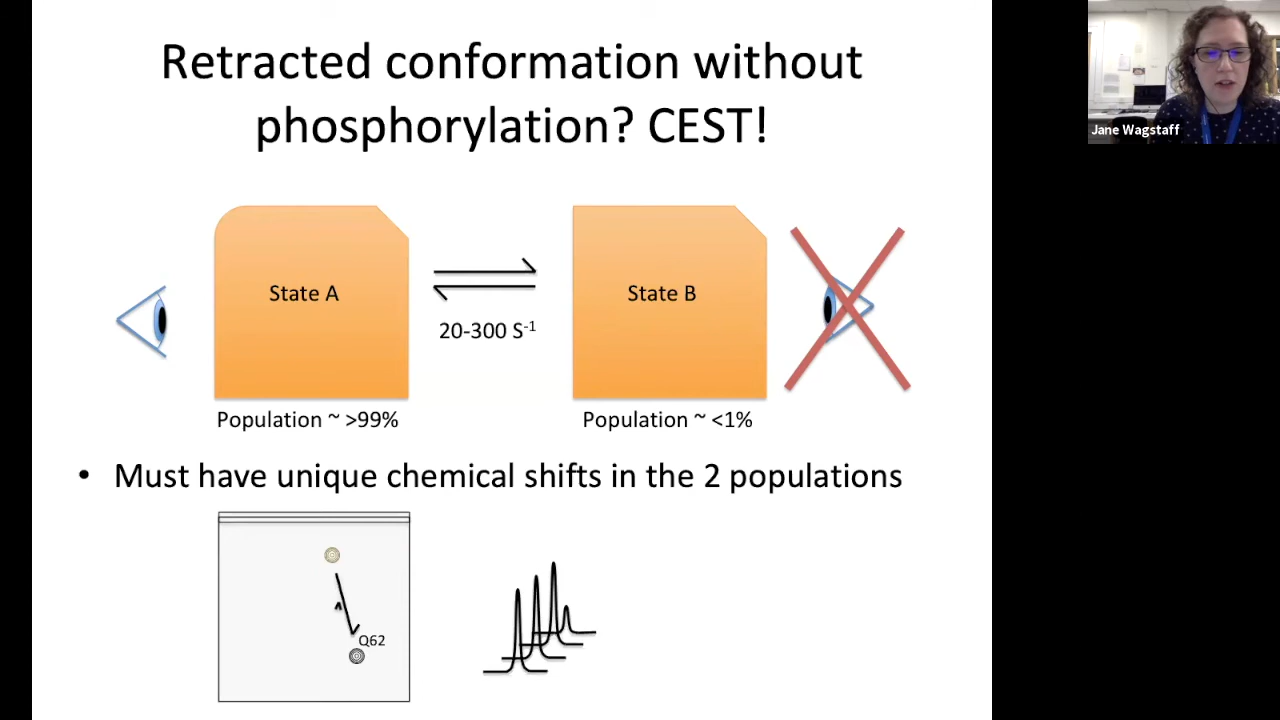 Retracted conformation without
phosphorylation? CEST!
Jane Wagstaff
State A
State B
20-300 S-1
Population ~ >99%
Population ~ <1%
• Must have unique chemical shifts in the 2 populations
Q62